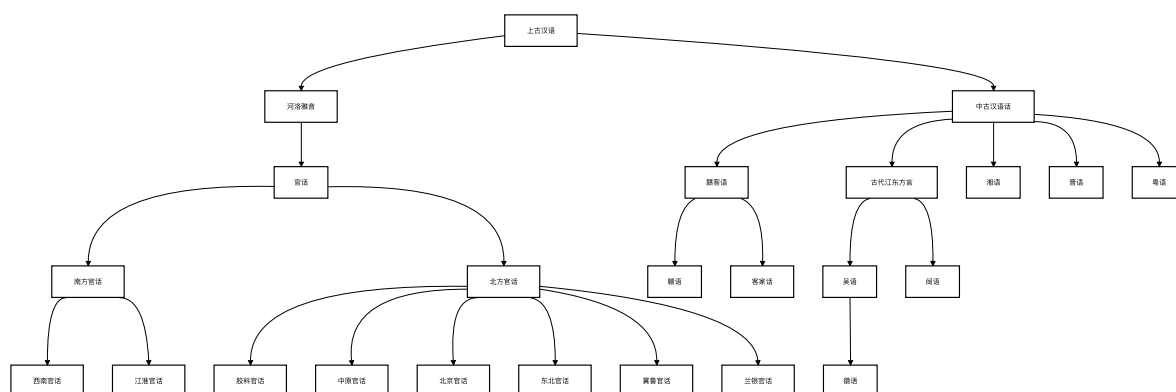 上古汉语
河洛雅音
中古汉语话
官话
赣客语
古代江东方言
湘语
晋语
粤语
南方官话
北方官话
赣语
客家话
吴语
闽语
西南官话
江淮官话
胶科官话
中原官话
北京官话
东北官话
冀鲁官话
兰银官话
徽语